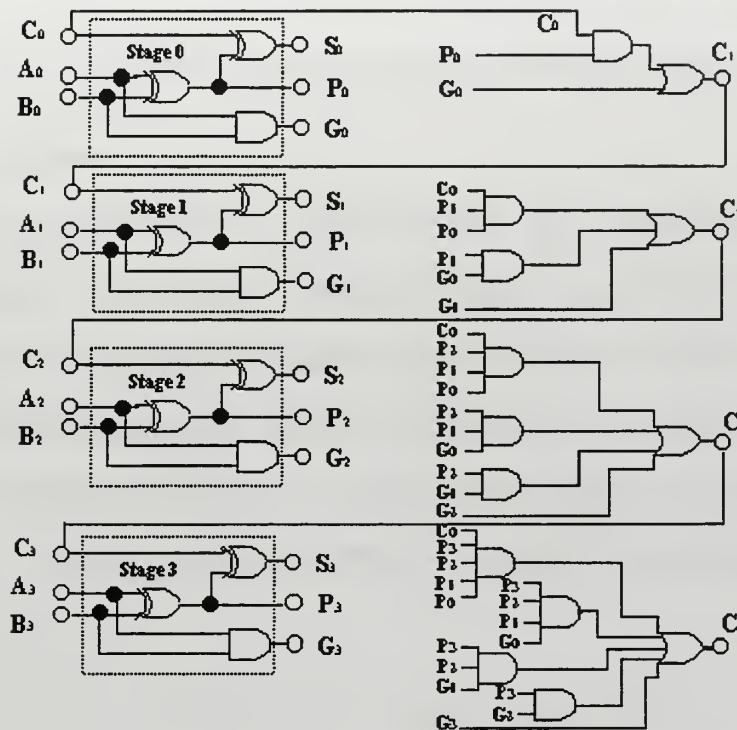 C0
Stage 0
S0
A0
P0
B0
G0
C0
P0
G0
C1
C1
Stage 1
S1
A1
P1
B1
G1
C0
P1
P0
P1
G0
G1
C
C2
Stage 2
S2
A2
P2
B2
G2
C0
P2
P1
P0
P2
P1
G0
P2
G1
G2
C
C3
Stage 3
S3
A3
P3
B3
G3
C0
P3
P2
P1
P0
P3
P2
P1
G0
P3
P2
G1
P3
G2
G3
C